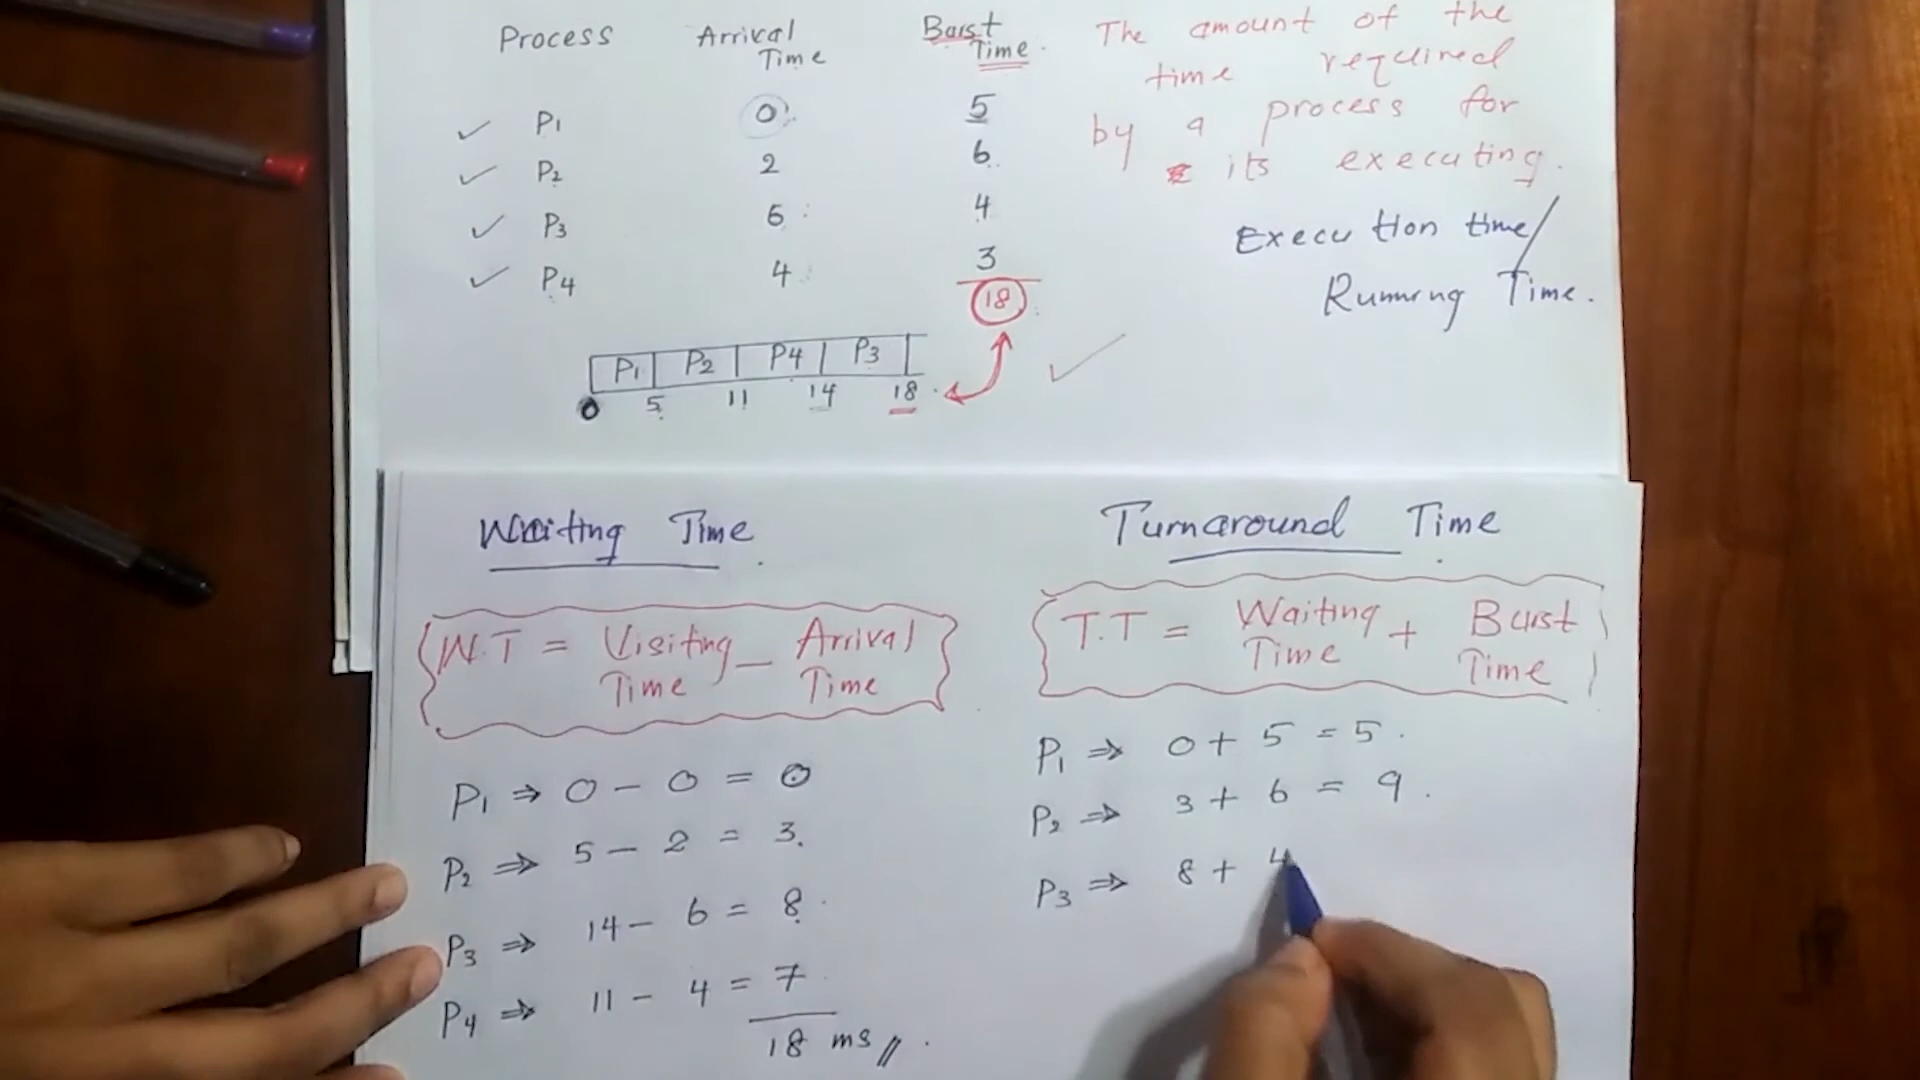 Process Arrival Time Burst Time.
P1 0 5
P2 2 6
P3 6 4
P4 4 3
18
The amount of the
time required
by a process for
its executing.
Execution time/
Running Time.
P1 P2 P4 P3
0 5 11 14 18
Waiting Time
W.T = Visiting Time - Arrival Time
P1 ⇒ 0 - 0 = 0
P2 ⇒ 5 - 2 = 3.
P3 ⇒ 14 - 6 = 8.
P4 ⇒ 11 - 4 = 7
18 ms //.
Turnaround Time
T.T = Waiting Time + Burst Time
P1 ⇒ 0 + 5 = 5.
P2 ⇒ 3 + 6 = 9.
P3 ⇒ 8 + 4